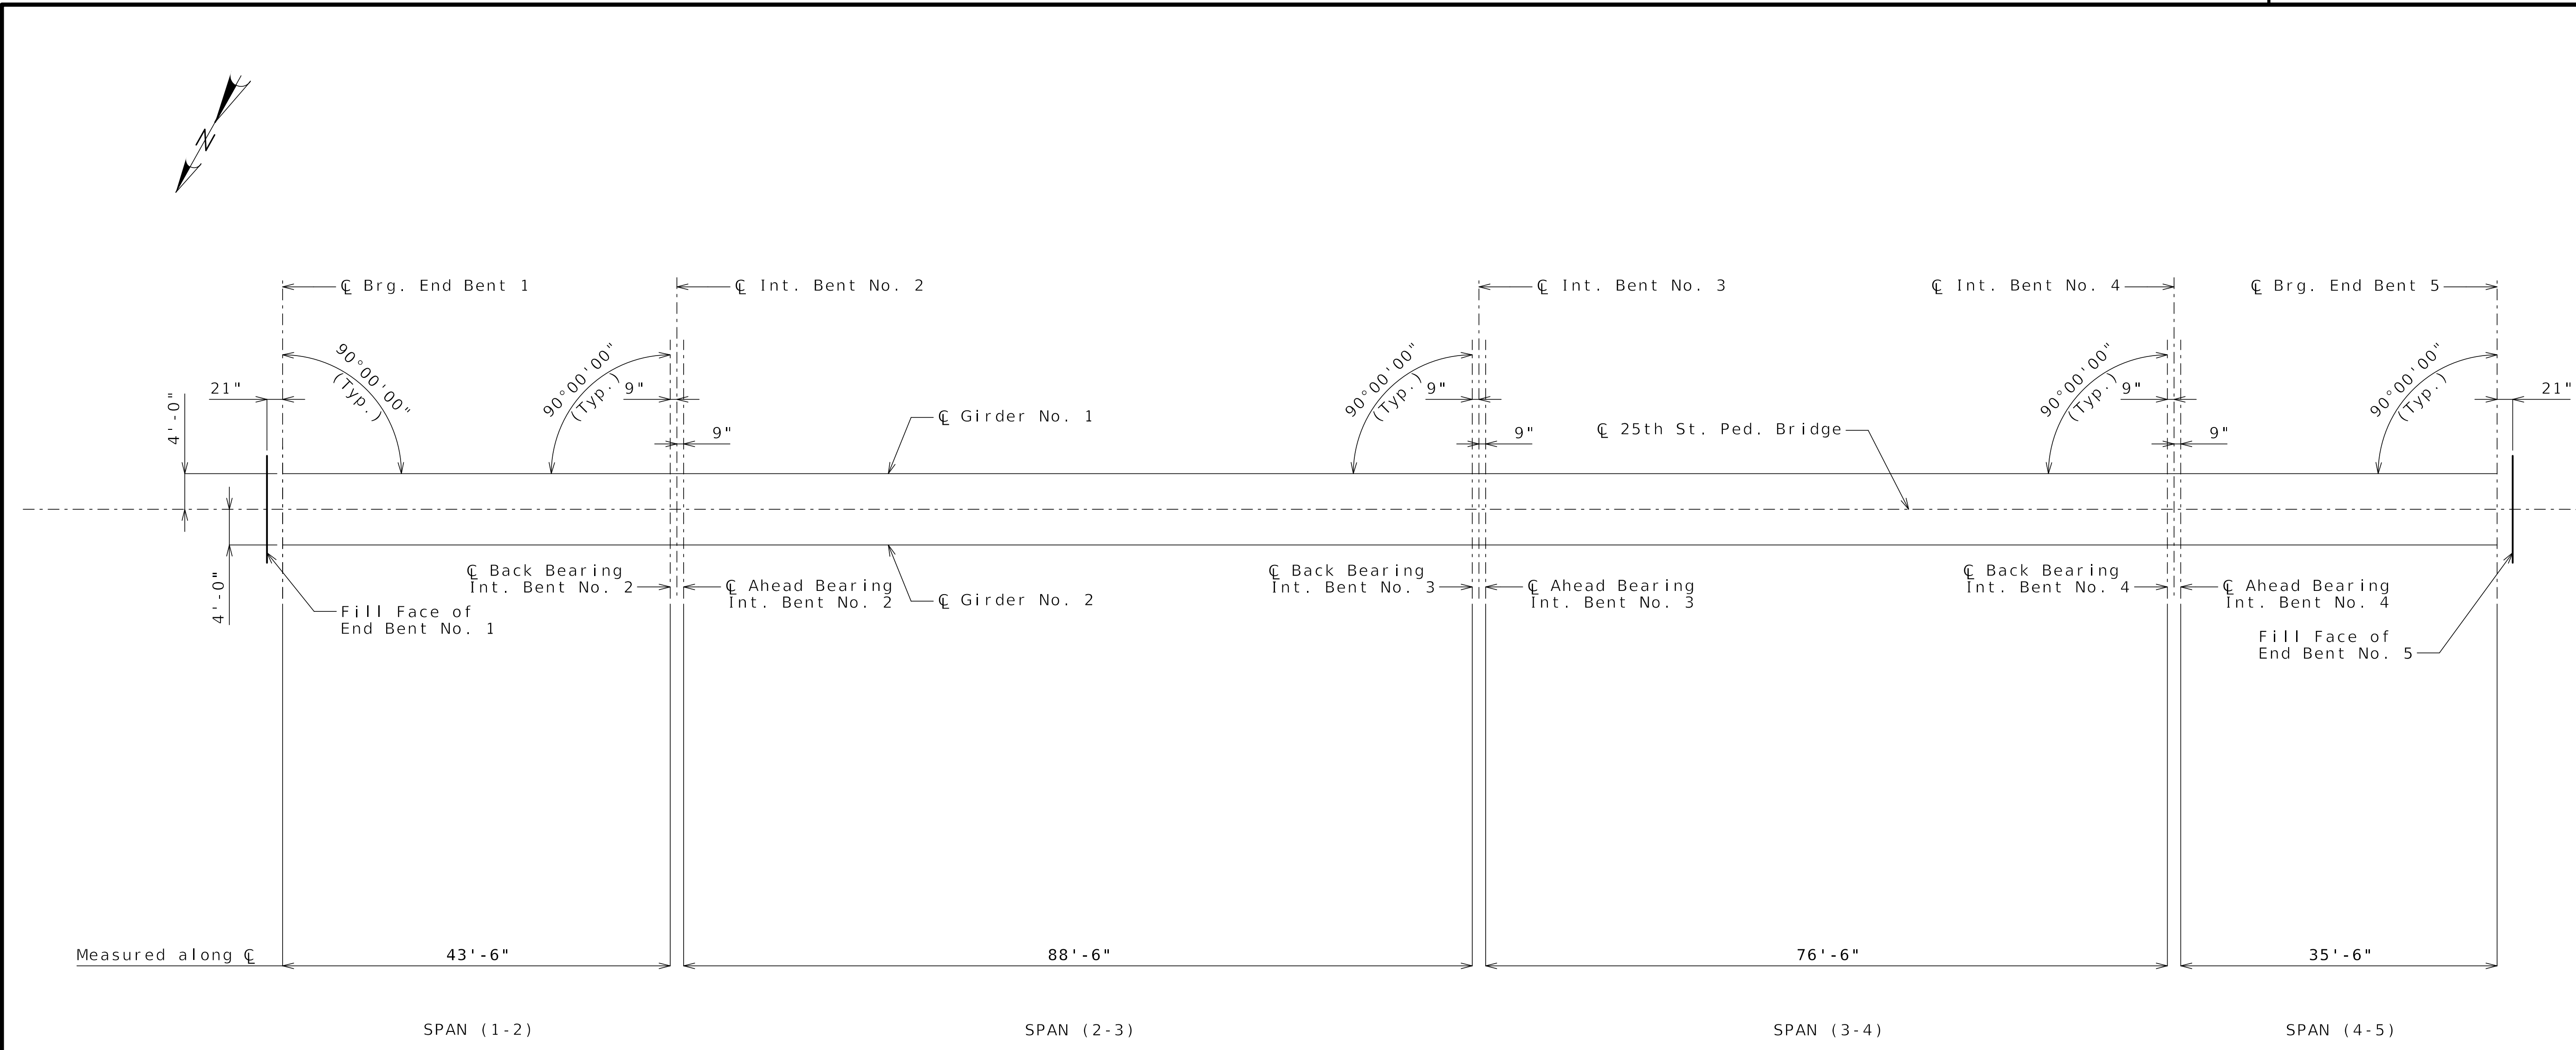 N
℄ Brg. End Bent 1
℄ Int. Bent No. 2
℄ Int. Bent No. 3
℄ Int. Bent No. 4
℄ Brg. End Bent 5
90°00'00"
(Typ.)
90°00'00"
(Typ.)
90°00'00"
(Typ.)
90°00'00"
(Typ.)
90°00'00"
(Typ.)
21"
9"
9"
9"
21"
4'-0"
℄ Girder No. 1
℄ 25th St. Ped. Bridge
9"
9"
9"
4'-0"
℄ Back Bearing
Int. Bent No. 2
℄ Ahead Bearing
Int. Bent No. 2
℄ Girder No. 2
℄ Back Bearing
Int. Bent No. 3
℄ Ahead Bearing
Int. Bent No. 3
℄ Back Bearing
Int. Bent No. 4
℄ Ahead Bearing
Int. Bent No. 4
Fill Face of
End Bent No. 1
Fill Face of
End Bent No. 5
Measured along ℄
43'-6"
88'-6"
76'-6"
35'-6"
SPAN (1-2)
SPAN (2-3)
SPAN (3-4)
SPAN (4-5)